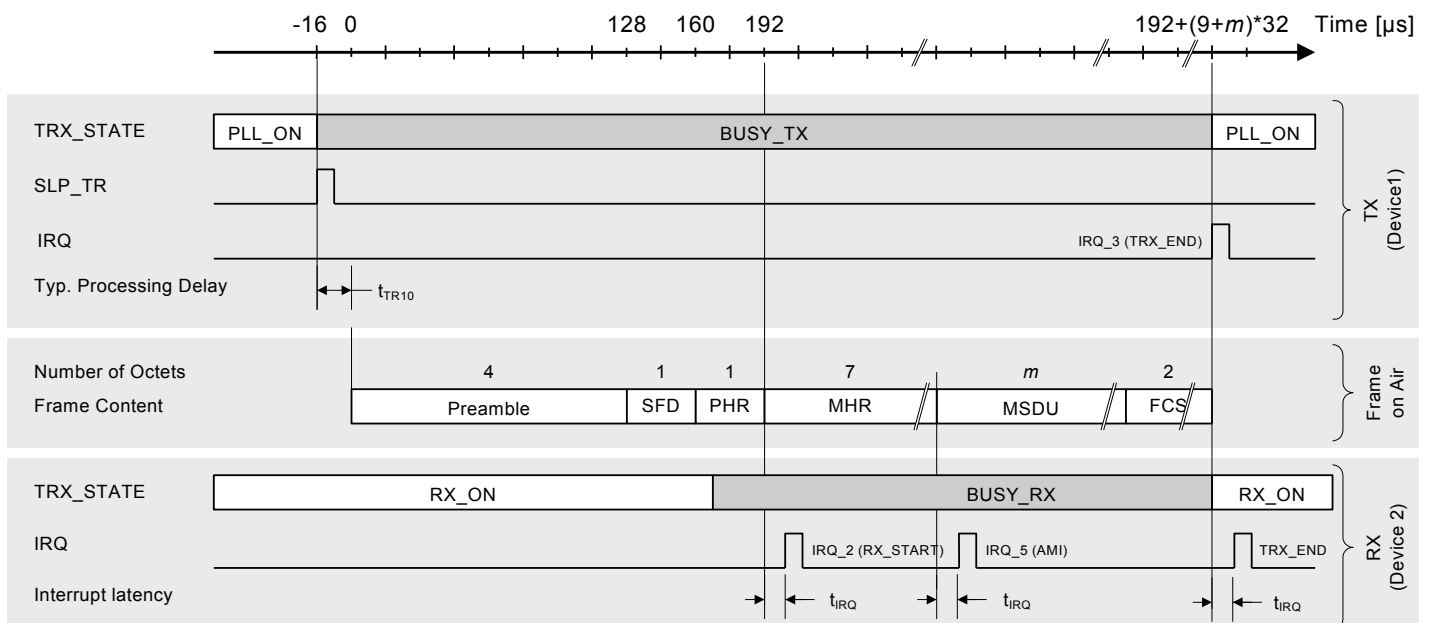 -16 0 128 160 192 192+(9+m)*32 Time [µs]
TRX_STATE PLL_ON BUSY_TX PLL_ON
SLP_TR
IRQ IRQ_3 (TRX_END)
Typ. Processing Delay tTR10
TX
(Device1)
Number of Octets 4 1 1 7 m 2
Frame Content Preamble SFD PHR MHR MSDU FCS
Frame
on Air
TRX_STATE RX_ON BUSY_RX RX_ON
IRQ IRQ_2 (RX_START) IRQ_5 (AMI) TRX_END
Interrupt latency tIRQ tIRQ tIRQ
RX
(Device 2)